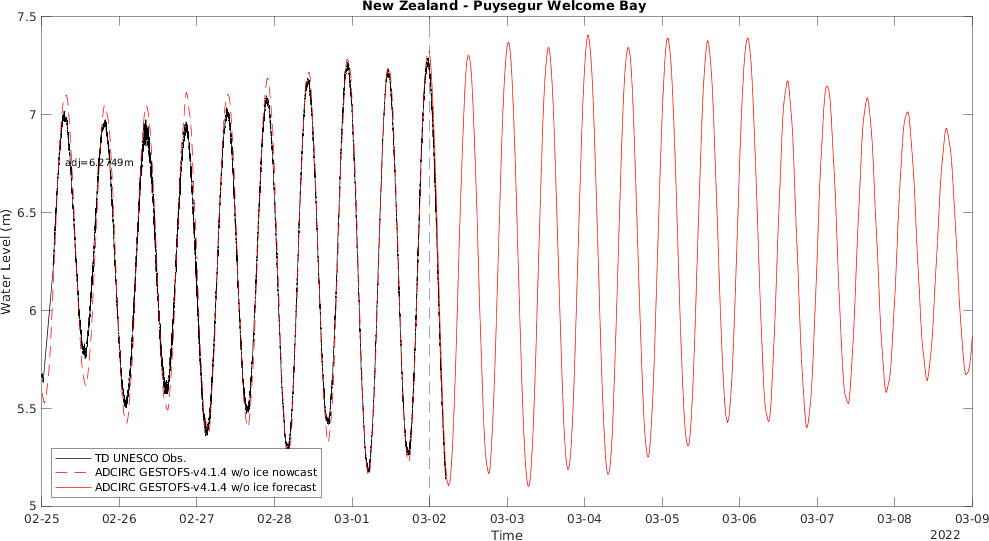 New Zealand - Puysegur Welcome Bay
7.5
7
6.5
6
5.5
5
Water Level (m)
adj=6.2749m
TD UNESCO Obs.
ADCIRC GESTOFS-v4.1.4 w/o ice nowcast
ADCIRC GESTOFS-v4.1.4 w/o ice forecast
02-25 02-26 02-27 02-28 03-01 03-02 03-03 03-04 03-05 03-06 03-07 03-08 03-09
Time
2022